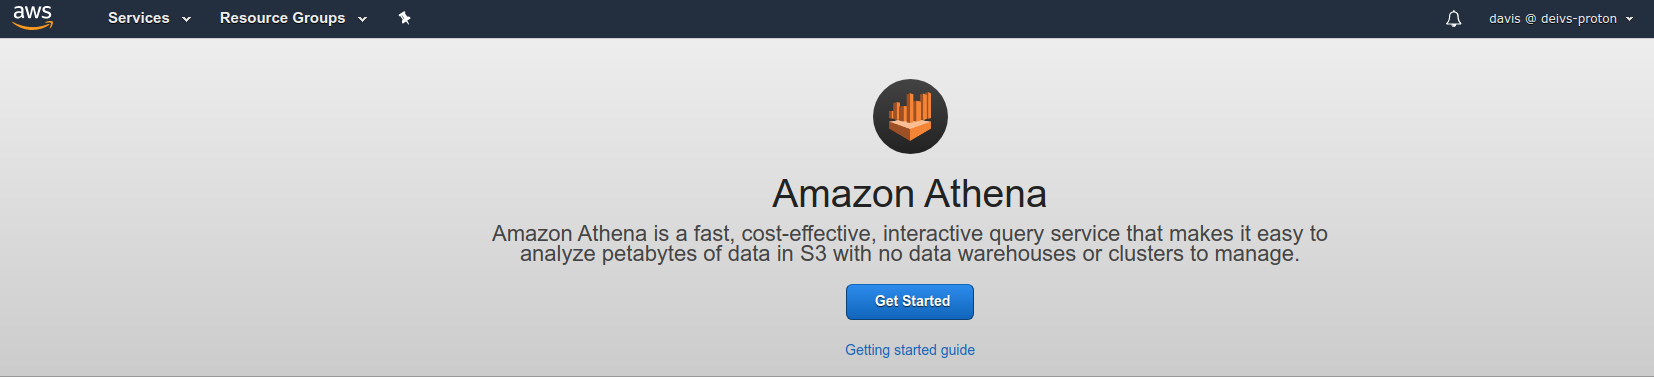 aws
Services
Resource Groups
davis @ deivs-proton
Amazon Athena
Amazon Athena is a fast, cost-effective, interactive query service that makes it easy to
analyze petabytes of data in S3 with no data warehouses or clusters to manage.
Get Started
Getting started guide